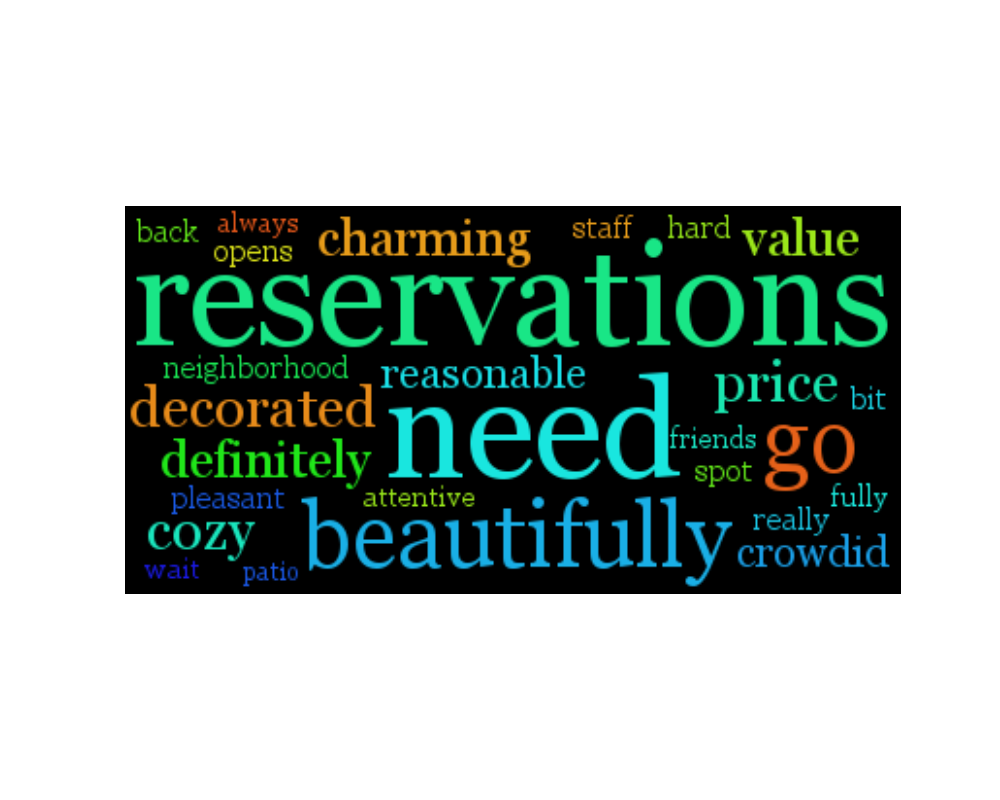 back always charming staff hard value
opens
reservations
neighborhood reasonable price bit
decorated need friends go
definitely spot
pleasant attentive fully
cozy beautifully really crowdid
wait patio